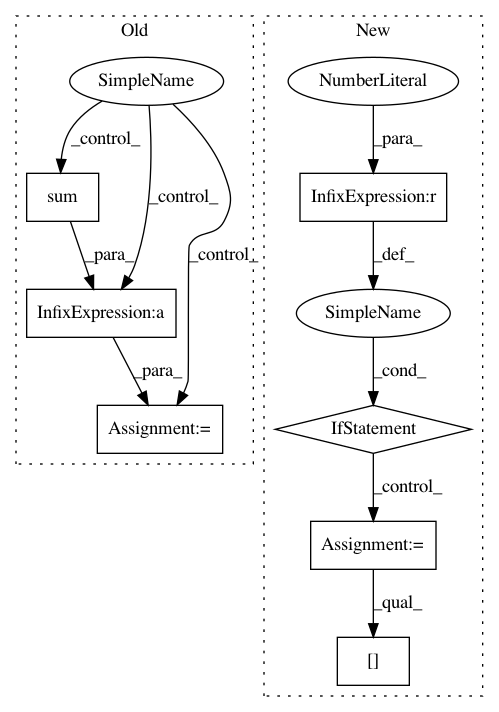 Old
New
SimpleName
NumberLiteral
_control_
_para_
sum
_control_
InfixExpression:r
_para_
_control_
_def_
InfixExpression:a
SimpleName
_para_
_cond_
Assignment:=
IfStatement
_control_
Assignment:=
_qual_
[]